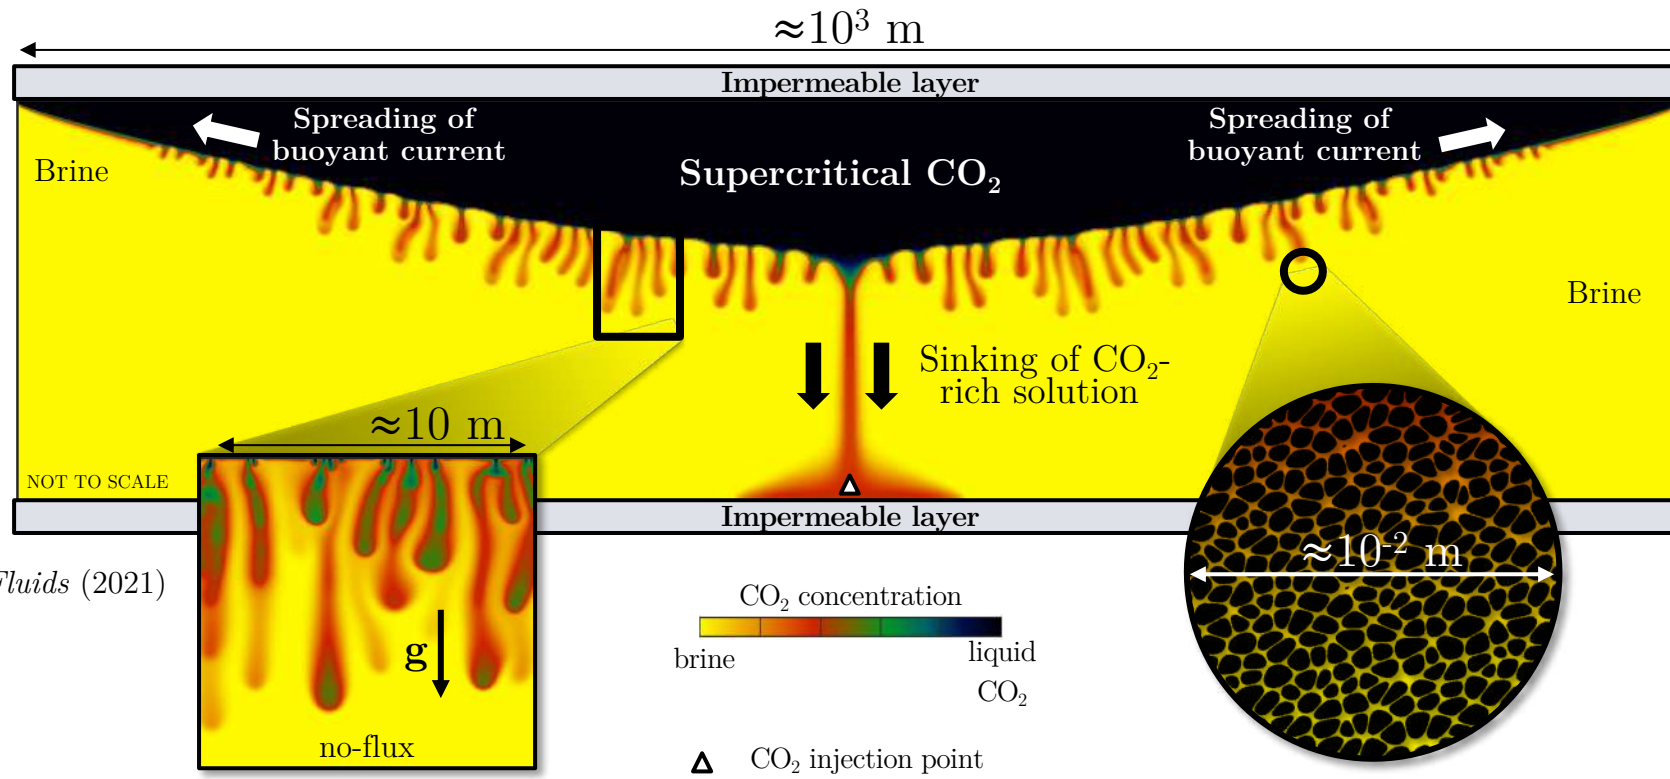 ≈10³ m
Impermeable layer
Spreading of
buoyant current
Spreading of
buoyant current
Brine
Supercritical CO₂
Brine
Sinking of CO₂-
rich solution
≈10 m
NOT TO SCALE
Impermeable layer
≈10⁻² m
Fluids (2021)
CO₂ concentration
brine
liquid
CO₂
g
no-flux
CO₂ injection point